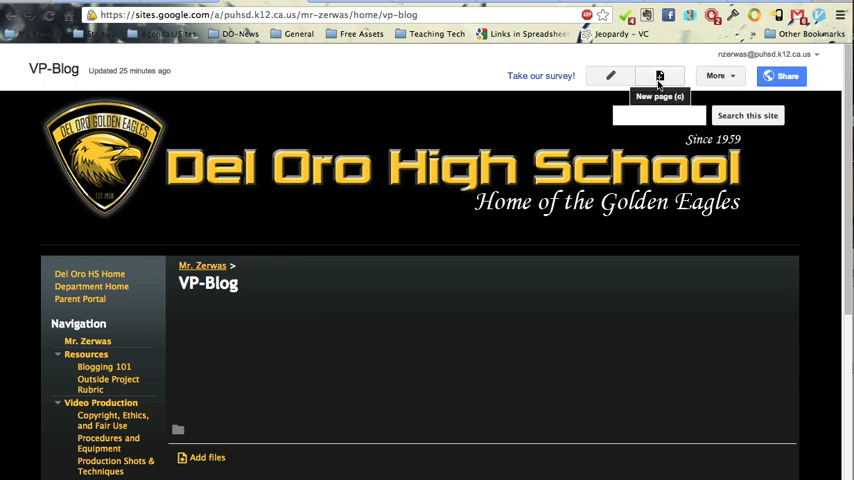 https://sites.google.com/a/puhsd.k12.ca.us/mr-zerwas/home/vp-blog
Agendas/Sites DO-News General Free Assets Teaching Tech Links in Spreadshe Jeopardy - VC Other Bookmarks
nzerwas@puhsd.k12.ca.us
VP-Blog Updated 25 minutes ago Take our survey! More Share
New page (c)
Search this site
DEL ORO GOLDEN EAGLES
Since 1959
Del Oro High School
Home of the Golden Eagles
Del Oro HS Home
Department Home
Parent Portal
Navigation
Mr. Zerwas
Resources
Blogging 101
Outside Project
Rubric
Video Production
Copyright, Ethics,
and Fair Use
Procedures and
Equipment
Production Shots &
Techniques
Mr. Zerwas >
VP-Blog
Add files